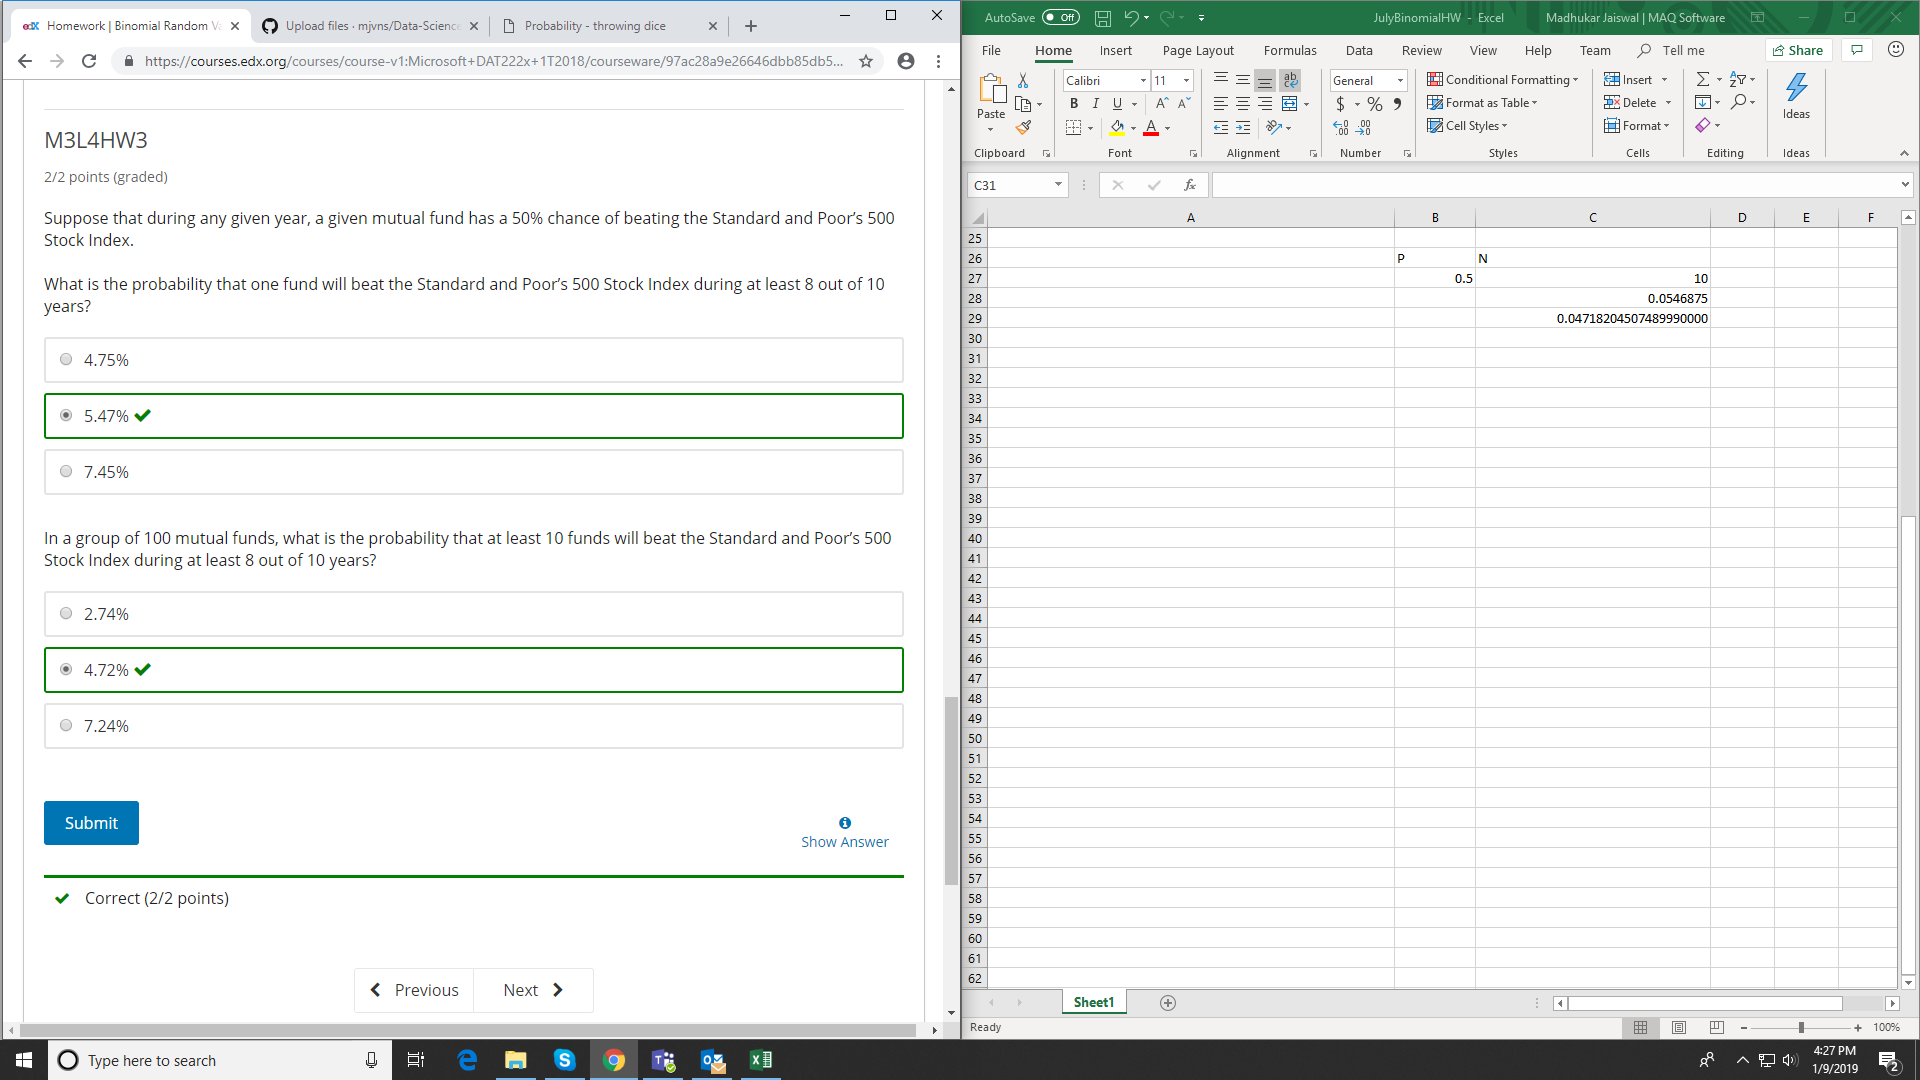 Homework | Binomial Random Va
Upload files · mjvns/Data-Science
Probability - throwing dice
https://courses.edx.org/courses/course-v1:Microsoft+DAT222x+1T2018/courseware/97ac28a9e26646dbb85db5...
M3L4HW3
2/2 points (graded)
Suppose that during any given year, a given mutual fund has a 50% chance of beating the Standard and Poor’s 500
Stock Index.
What is the probability that one fund will beat the Standard and Poor’s 500 Stock Index during at least 8 out of 10
years?
4.75%
5.47%
7.45%
In a group of 100 mutual funds, what is the probability that at least 10 funds will beat the Standard and Poor’s 500
Stock Index during at least 8 out of 10 years?
2.74%
4.72%
7.24%
Submit
Show Answer
Correct (2/2 points)
Previous
Next
AutoSave Off
JulyBinomialHW - Excel
Madhukar Jaiswal | MAQ Software
File Home Insert Page Layout Formulas Data Review View Help Team Tell me Share
Paste
Clipboard
Calibri 11
B I U
Font
ab
Alignment
General
$ % 9
Number
Conditional Formatting
Format as Table
Cell Styles
Styles
Insert
Delete
Format
Cells
Editing
Ideas
Ideas
C31
fx
A B C D E F
25
26 P N
27 0.5 10
28 0.0546875
29 0.04718204507489990000
30
31
32
33
34
35
36
37
38
39
40
41
42
43
44
45
46
47
48
49
50
51
52
53
54
55
56
57
58
59
60
61
62
Sheet1
Ready
100%
Type here to search
4:27 PM
1/9/2019
2